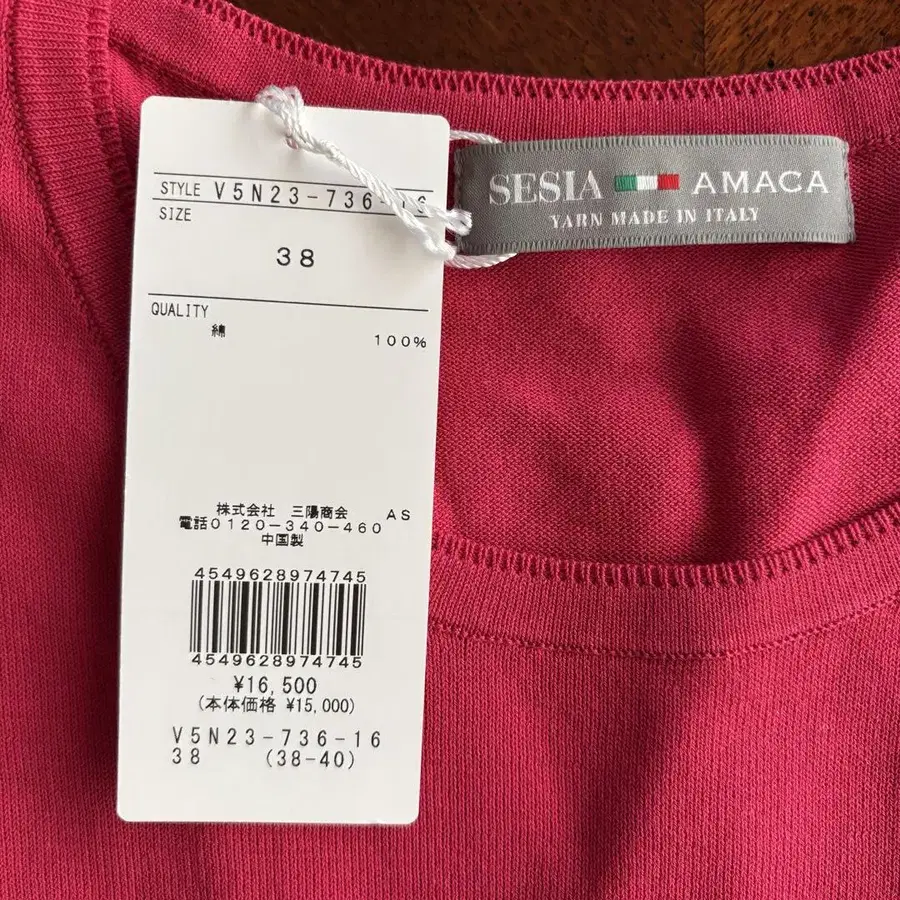 STYLE V5N23-736-16
SIZE
38
QUALITY
綿 100%
株式会社 三陽商会 AS
電話0120-340-460
中国製
4549628974745
4549628974745
¥16,500
(本体価格 ¥15,000)
V5N23-736-16
38 (38-40)
SESIA AMACA
YARN MADE IN ITALY